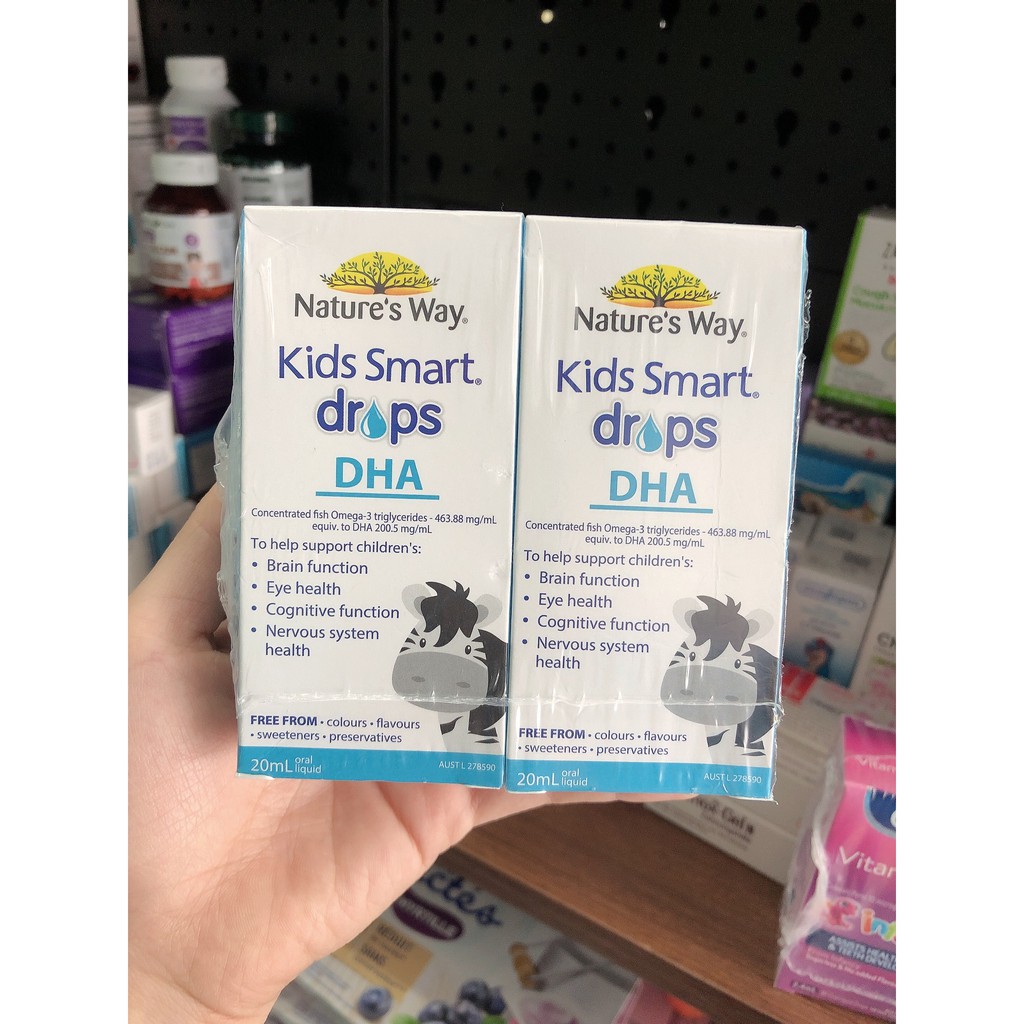 Nature's Way®
Kids Smart®
drops
DHA
Concentrated fish Omega-3 triglycerides - 463.88 mg/mL
equiv. to DHA 200.5 mg/mL
To help support children's:
• Brain function
• Eye health
• Cognitive function
• Nervous system
health
FREE FROM • colours • flavours
• sweeteners • preservatives
20mL oral
liquid
AUST L 278590
Nature's Way®
Kids Smart®
drops
DHA
Concentrated fish Omega-3 triglycerides - 463.88 mg/mL
equiv. to DHA 200.5 mg/mL
To help support children's:
• Brain function
• Eye health
• Cognitive function
• Nervous system
health
FREE FROM • colours • flavours
• sweeteners • preservatives
20mL oral
liquid
AUST L 278590